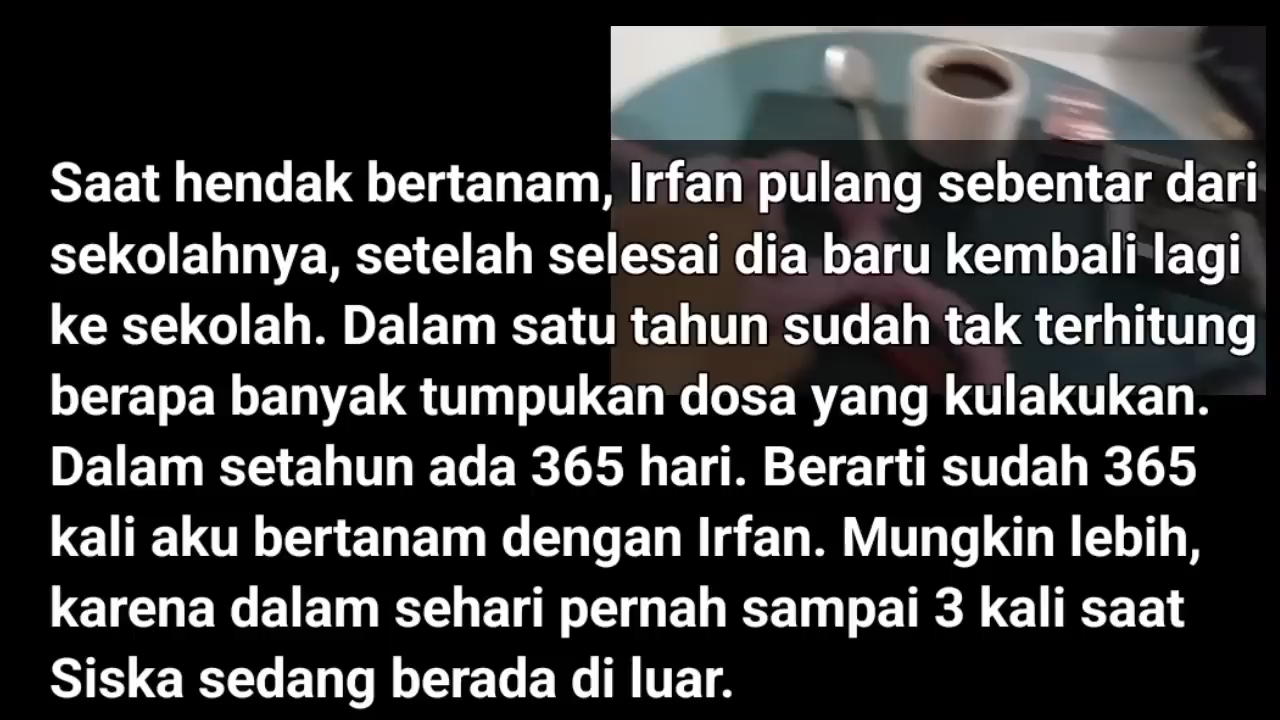 Saat hendak bertanam, Irfan pulang sebentar dari
sekolahnya, setelah selesai dia baru kembali lagi
ke sekolah. Dalam satu tahun sudah tak terhitung
berapa banyak tumpukan dosa yang kulakukan.
Dalam setahun ada 365 hari. Berarti sudah 365
kali aku bertanam dengan Irfan. Mungkin lebih,
karena dalam sehari pernah sampai 3 kali saat
Siska sedang berada di luar.